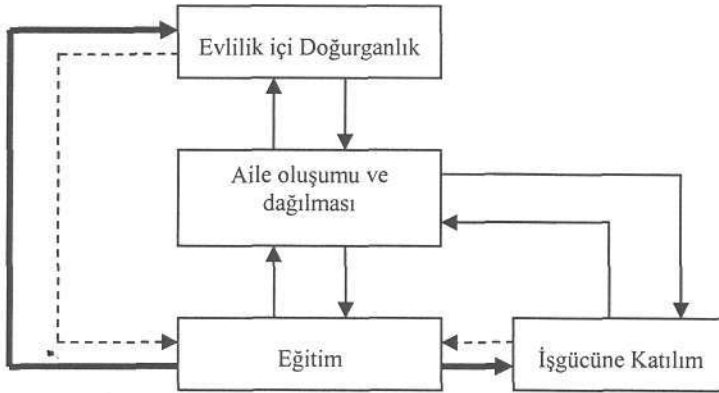 Evlilik içi Doğurganlık
Aile oluşumu ve
dağılması
Eğitim
İşgücüne Katılım